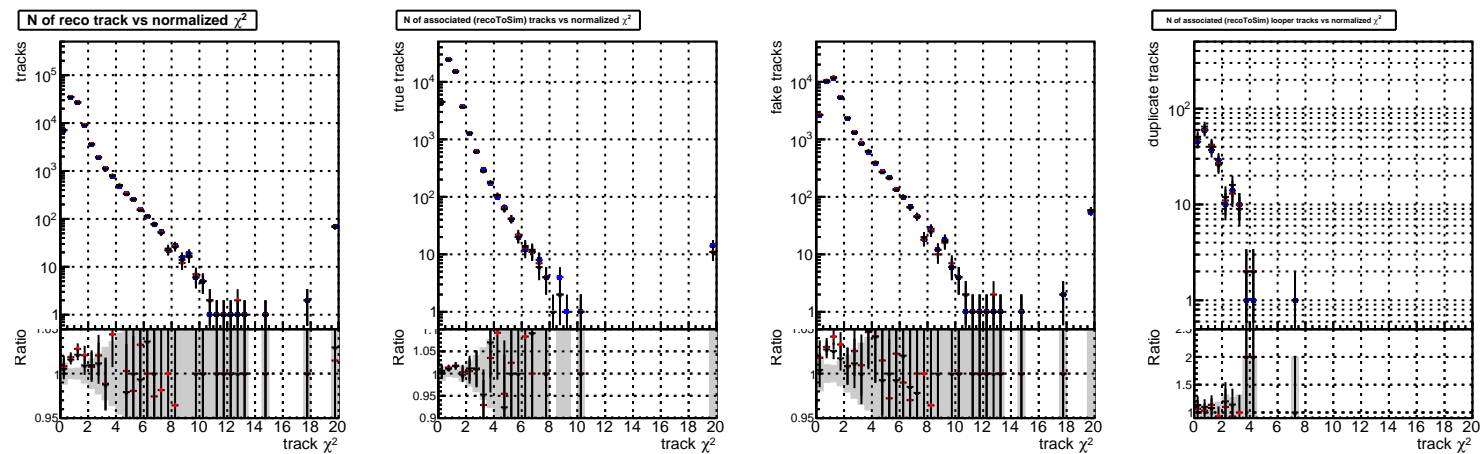 N of reco track vs normalized χ²
tracks
10⁵
10⁴
10³
10²
10
1
Ratio
1.05
1
0.95
0 2 4 6 8 10 12 14 16 18 20
track χ²
N of associated (recoToSim) tracks vs normalized χ²
true tracks
10⁴
10³
10²
10
1
Ratio
1.1
1.05
1
0.95
0.9
0 2 4 6 8 10 12 14 16 18 20
track χ²
fake tracks
10⁴
10³
10²
10
1
Ratio
1.05
1
0.95
0 2 4 6 8 10 12 14 16 18 20
track χ²
N of associated (recoToSim) looper tracks vs normalized χ²
duplicate tracks
10²
10
1
Ratio
2.5
2
1.5
1
0 2 4 6 8 10 12 14 16 18 20
track χ²